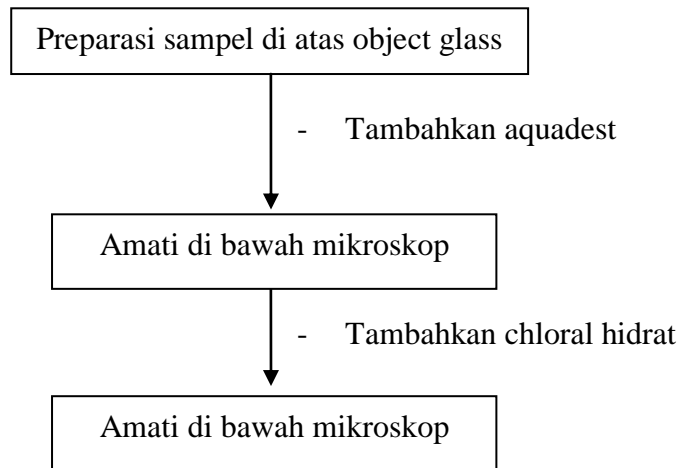 Preparasi sampel di atas object glass
- Tambahkan aquadest
Amati di bawah mikroskop
- Tambahkan chloral hidrat
Amati di bawah mikroskop